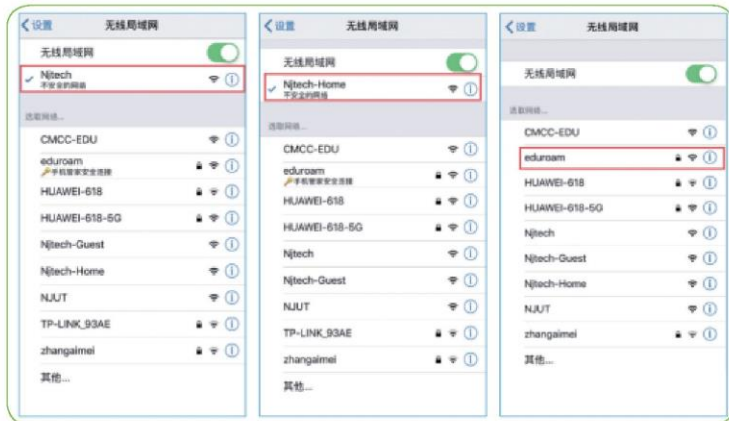 设置
无线局域网
无线局域网
Njtech
不安全的网络
选取网络...
CMCC-EDU
eduroam
手机管家安全连接
HUAWEI-618
HUAWEI-618-5G
Njtech-Guest
Njtech-Home
NJUT
TP-LINK_93AE
zhangaimei
其他...
设置
无线局域网
无线局域网
Njtech-Home
不安全的网络
选取网络...
CMCC-EDU
eduroam
手机管家安全连接
HUAWEI-618
HUAWEI-618-5G
Njtech
Njtech-Guest
NJUT
TP-LINK_93AE
zhangaimei
其他...
设置
无线局域网
无线局域网
选取网络...
CMCC-EDU
eduroam
HUAWEI-618
HUAWEI-618-5G
Njtech
Njtech-Guest
Njtech-Home
NJUT
zhangaimei
其他...